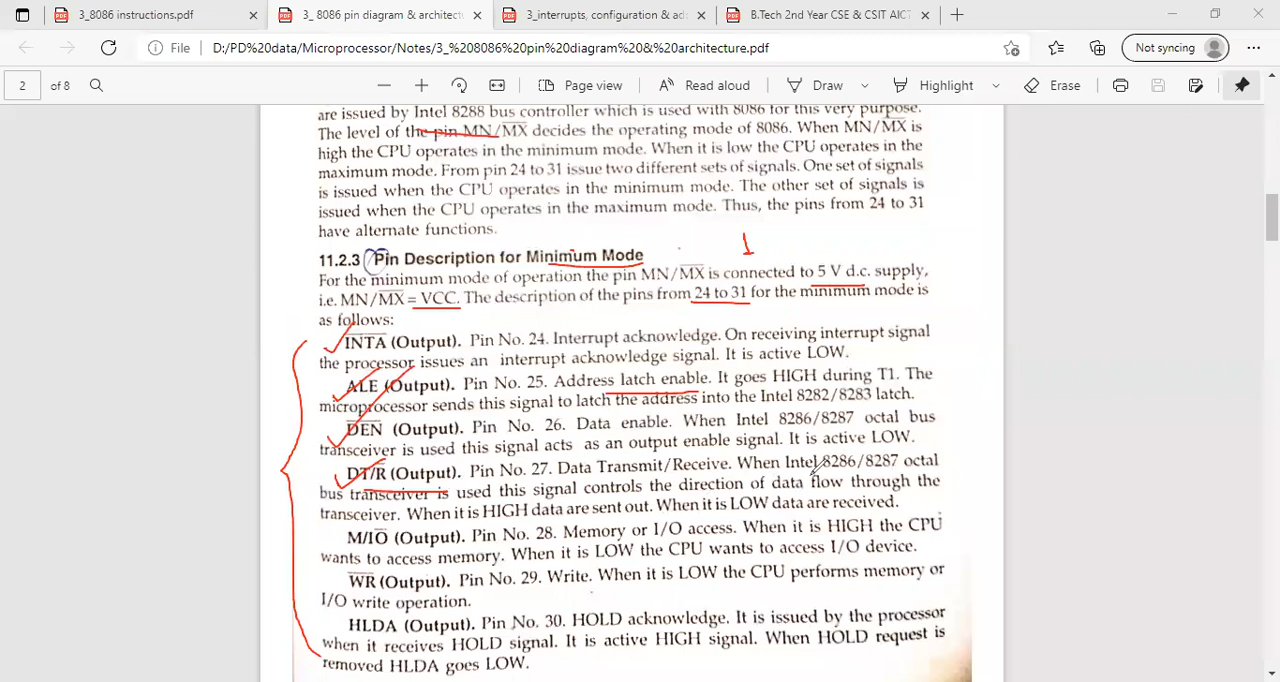 3_8086 instructions.pdf
3_ 8086 pin diagram & architectu
3_interrupts, configuration & ad
B.Tech 2nd Year CSE & CSIT AICT
File
D:/PD%20data/Microprocessor/Notes/3_%208086%20pin%20diagram%20&%20architecture.pdf
Not syncing
2 of 8
Page view
Read aloud
Draw
Highlight
Erase
are issued by Intel 8288 bus controller which is used with 8086 for this very purpose.
The level of the pin MN/M̅X̅ decides the operating mode of 8086. When MN/M̅X̅ is
high the CPU operates in the minimum mode. When it is low the CPU operates in the
maximum mode. From pin 24 to 31 issue two different sets of signals. One set of signals
is issued when the CPU operates in the minimum mode. The other set of signals is
issued when the CPU operates in the maximum mode. Thus, the pins from 24 to 31
have alternate functions.
1
11.2.3 Pin Description for Minimum Mode
For the minimum mode of operation the pin MN/M̅X̅ is connected to 5 V d.c. supply,
i.e. MN/M̅X̅ = VCC. The description of the pins from 24 to 31 for the minimum mode is
as follows:
I̅N̅T̅A̅ (Output). Pin No. 24. Interrupt acknowledge. On receiving interrupt signal
the processor issues an interrupt acknowledge signal. It is active LOW.
ALE (Output). Pin No. 25. Address latch enable. It goes HIGH during T1. The
microprocessor sends this signal to latch the address into the Intel 8282/8283 latch.
D̅E̅N̅ (Output). Pin No. 26. Data enable. When Intel 8286/8287 octal bus
transceiver is used this signal acts as an output enable signal. It is active LOW.
DT/R̅ (Output). Pin No. 27. Data Transmit/Receive. When Intel 8286/8287 octal
bus transceiver is used this signal controls the direction of data flow through the
transceiver. When it is HIGH data are sent out. When it is LOW data are received.
M/I̅O̅ (Output). Pin No. 28. Memory or I/O access. When it is HIGH the CPU
wants to access memory. When it is LOW the CPU wants to access I/O device.
W̅R̅ (Output). Pin No. 29. Write. When it is LOW the CPU performs memory or
I/O write operation.
HLDA (Output). Pin No. 30. HOLD acknowledge. It is issued by the processor
when it receives HOLD signal. It is active HIGH signal. When HOLD request is
removed HLDA goes LOW.